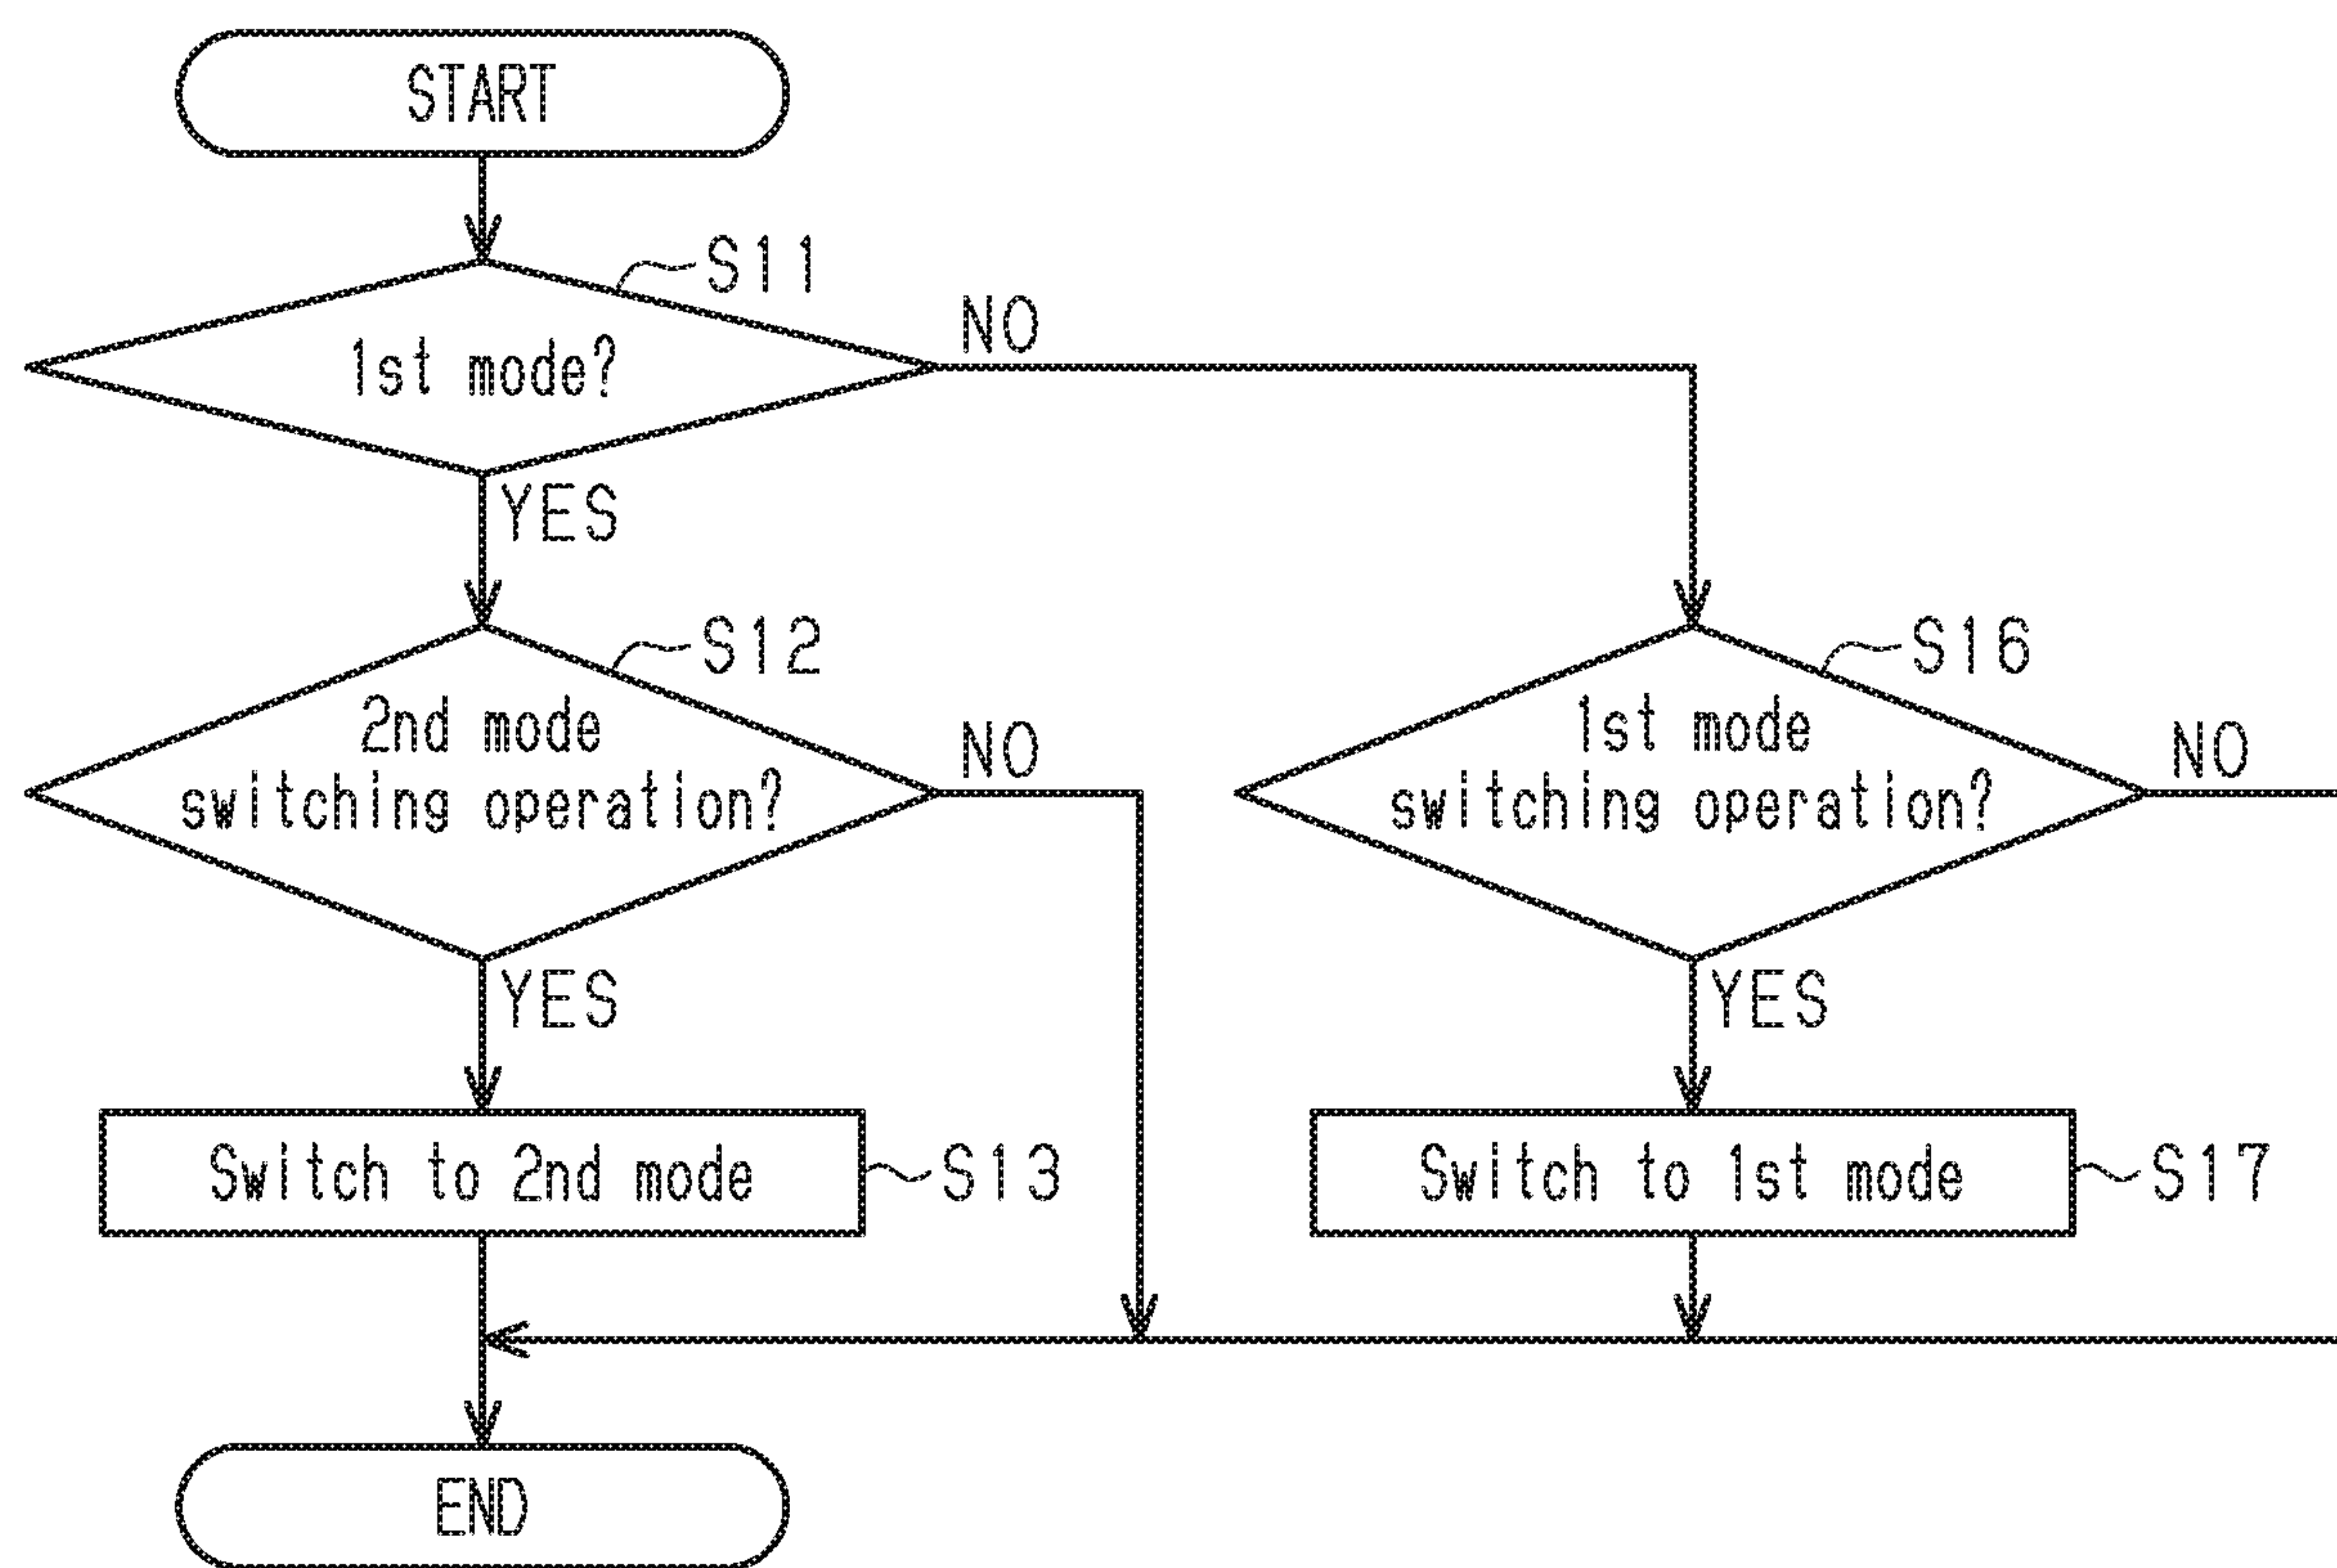 START
S11
1st mode?
NO
YES
S12
2nd mode
switching operation?
NO
S16
1st mode
switching operation?
NO
YES
YES
Switch to 2nd mode
S13
Switch to 1st mode
S17
END